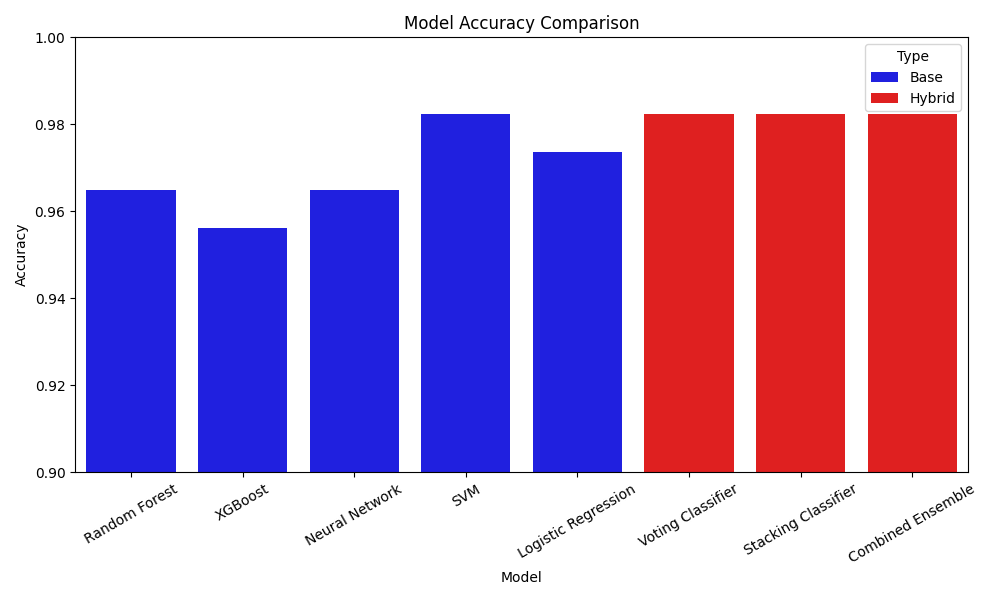 Model Accuracy Comparison
Type
Base
Hybrid
1.00
0.98
0.96
0.94
0.92
0.90
Accuracy
Random Forest
XGBoost
Neural Network
SVM
Logistic Regression
Voting Classifier
Stacking Classifier
Combined Ensemble
Model